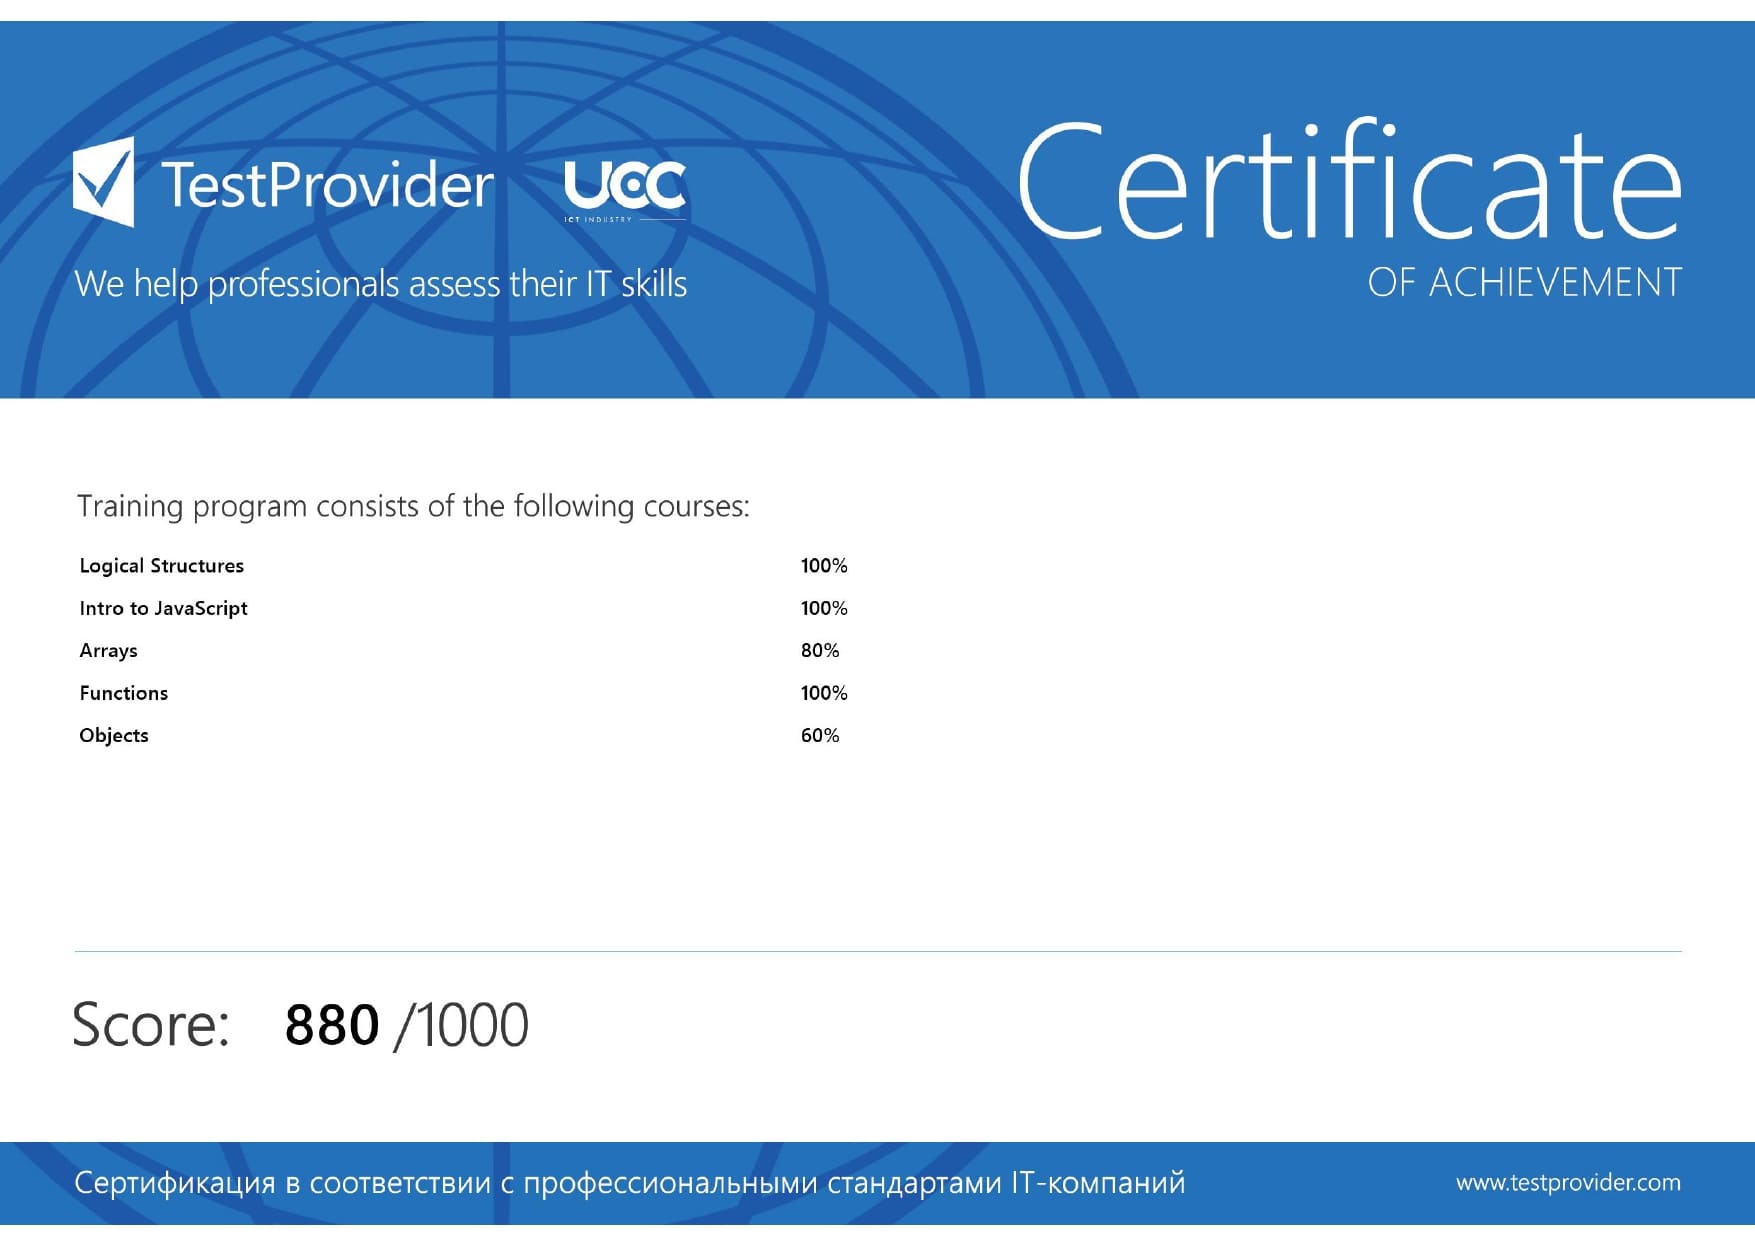 TestProvider
UCC
ICT INDUSTRY
We help professionals assess their IT skills
Certificate
OF ACHIEVEMENT
Training program consists of the following courses:
Logical Structures 100%
Intro to JavaScript 100%
Arrays 80%
Functions 100%
Objects 60%
Score: 880 /1000
Сертификация в соответствии с профессиональными стандартами IT-компаний
www.testprovider.com